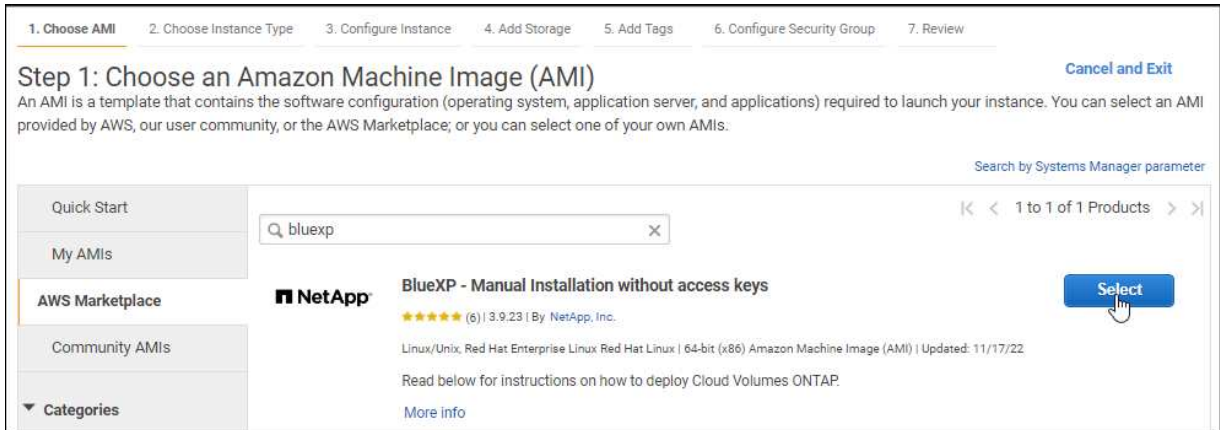 1. Choose AMI 2. Choose Instance Type 3. Configure Instance 4. Add Storage 5. Add Tags 6. Configure Security Group 7. Review
Step 1: Choose an Amazon Machine Image (AMI)
Cancel and Exit
An AMI is a template that contains the software configuration (operating system, application server, and applications) required to launch your instance. You can select an AMI
provided by AWS, our user community, or the AWS Marketplace; or you can select one of your own AMIs.
Search by Systems Manager parameter
Quick Start
My AMIs
AWS Marketplace
Community AMIs
Categories
bluexp
1 to 1 of 1 Products
NetApp
BlueXP - Manual Installation without access keys
(6) | 3.9.23 | By NetApp, Inc.
Linux/Unix, Red Hat Enterprise Linux Red Hat Linux | 64-bit (x86) Amazon Machine Image (AMI) | Updated: 11/17/22
Read below for instructions on how to deploy Cloud Volumes ONTAP.
More info
Select